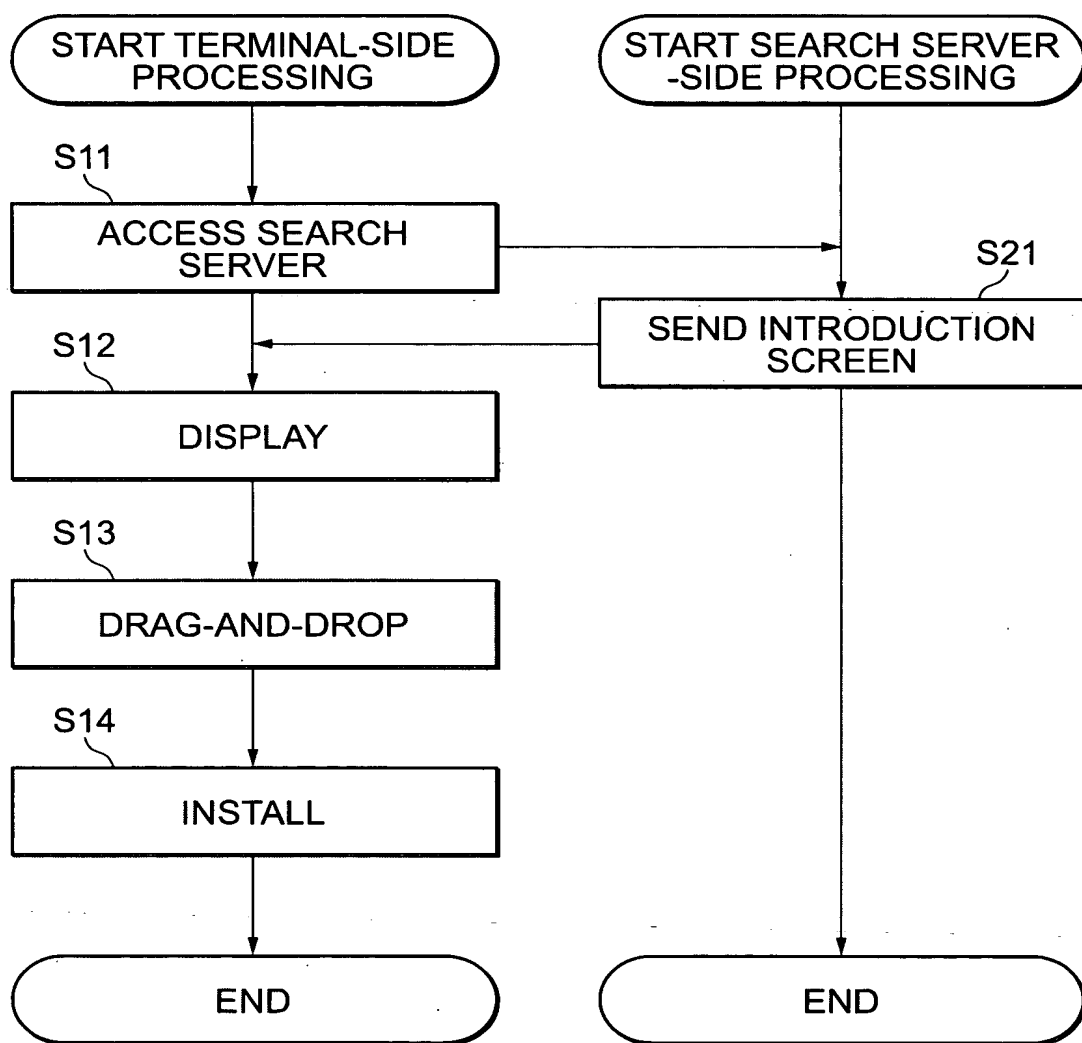 START TERMINAL-SIDE
PROCESSING
START SEARCH SERVER
-SIDE PROCESSING
S11
ACCESS SEARCH
SERVER
S21
SEND INTRODUCTION
SCREEN
S12
DISPLAY
S13
DRAG-AND-DROP
S14
INSTALL
END
END